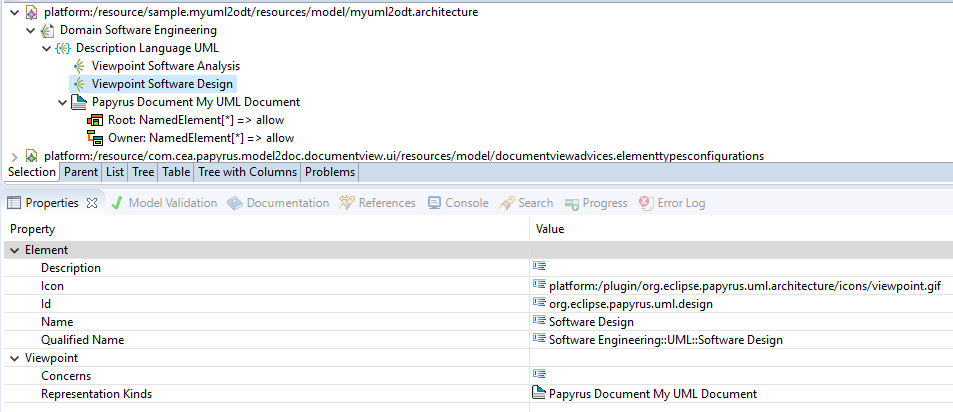 platform:/resource/sample.myuml2odt/resources/model/myuml2odt.architecture
Domain Software Engineering
Description Language UML
Viewpoint Software Analysis
Viewpoint Software Design
Papyrus Document My UML Document
Root: NamedElement[*] => allow
Owner: NamedElement[*] => allow
platform:/resource/com.cea.papyrus.model2doc.documentview.ui/resources/model/documentviewadvices.elementtypesconfigurations
Selection Parent List Tree Table Tree with Columns Problems
Properties Model Validation Documentation References Console Search Progress Error Log
Property Value
Element
Description
Icon platform:/plugin/org.eclipse.papyrus.uml.architecture/icons/viewpoint.gif
Id org.eclipse.papyrus.uml.design
Name Software Design
Qualified Name Software Engineering::UML::Software Design
Viewpoint
Concerns
Representation Kinds Papyrus Document My UML Document